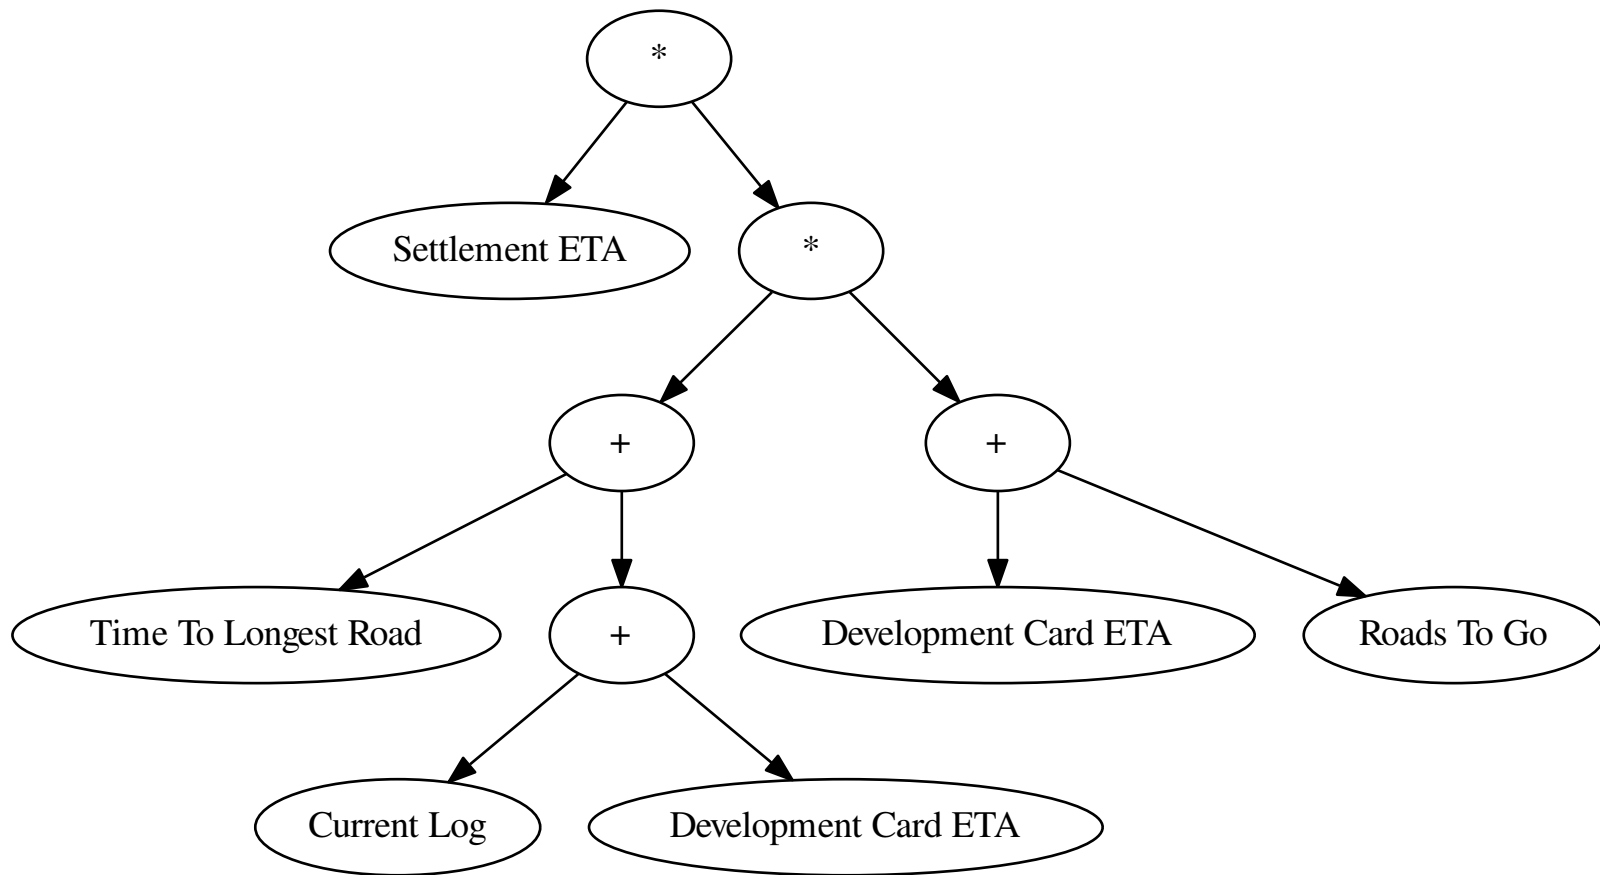 *
Settlement ETA
*
+
+
Time To Longest Road
+
Development Card ETA
Roads To Go
Current Log
Development Card ETA